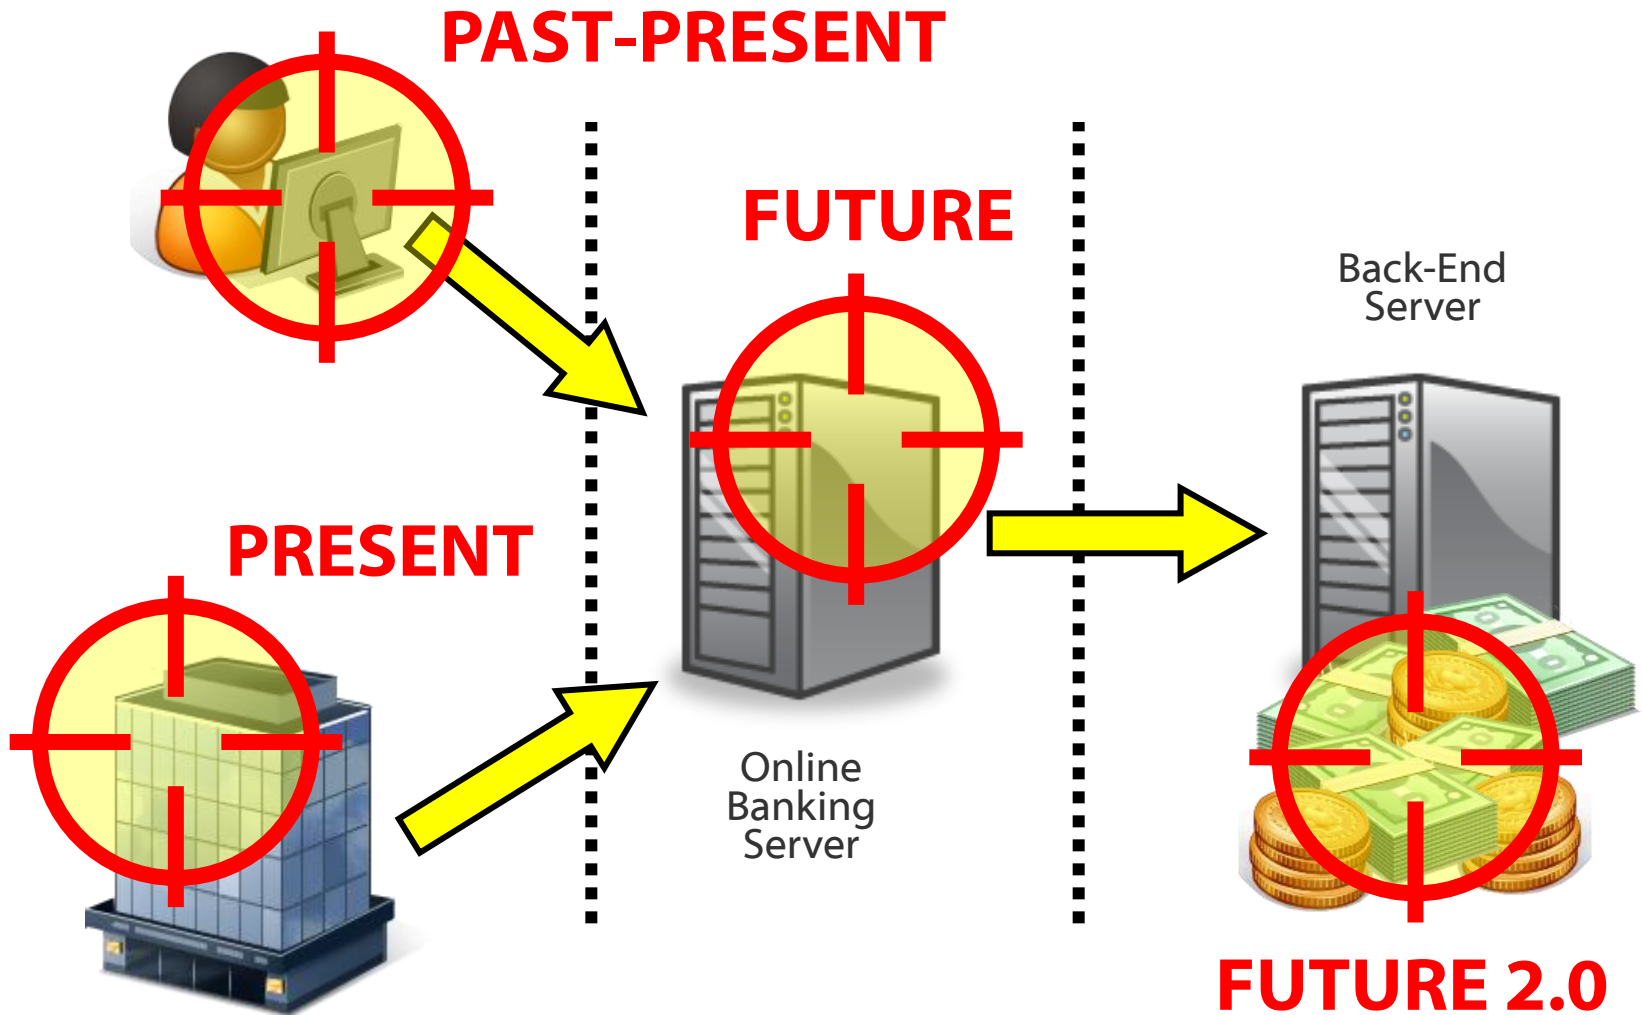 PAST-PRESENT
FUTURE
Back-End
Server
PRESENT
Online
Banking
Server
FUTURE 2.0